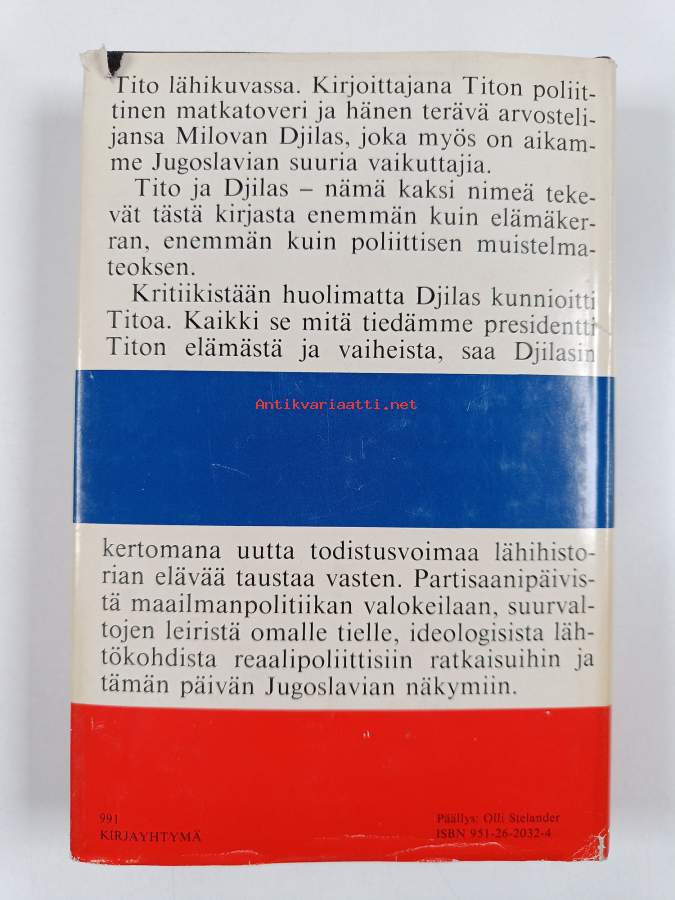 Tito lähikuvassa. Kirjoittajana Titon poliit-
tinen matkatoveri ja hänen terävä arvosteli-
jansa Milovan Djilas, joka myös on aikam-
me Jugoslavian suuria vaikuttajia.
Tito ja Djilas – nämä kaksi nimeä teke-
vät tästä kirjasta enemmän kuin elämäker-
ran, enemmän kuin poliittisen muistelma-
teoksen.
Kritiikistään huolimatta Djilas kunnioitti
Titoa. Kaikki se mitä tiedämme presidentti
Titon elämästä ja vaiheista, saa Djilasin
Antikvariaatti.net
kertomana uutta todistusvoimaa lähihisto-
rian elävää taustaa vasten. Partisaanipäivis-
tä maailmanpolitiikan valokeilaan, suurval-
tojen leiristä omalle tielle, ideologisista läh-
tökohdista reaalipoliittisiin ratkaisuihin ja
tämän päivän Jugoslavian näkymiin.
991
KIRJAYHTYMÄ
Päällys: Olli Stelander
ISBN 951-26-2032-4